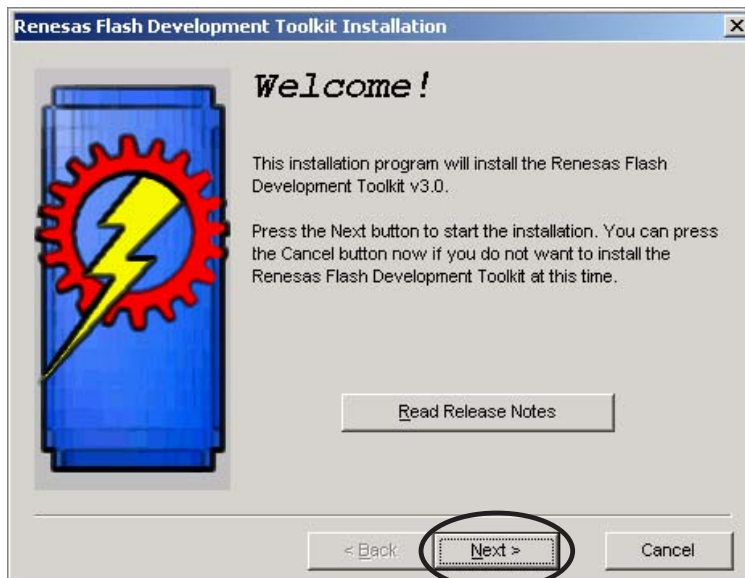 Renesas Flash Development Toolkit Installation
Welcome!
This installation program will install the Renesas Flash
Development Toolkit v3.0.
Press the Next button to start the installation. You can press
the Cancel button now if you do not want to install the
Renesas Flash Development Toolkit at this time.
Read Release Notes
< Back
Next >
Cancel